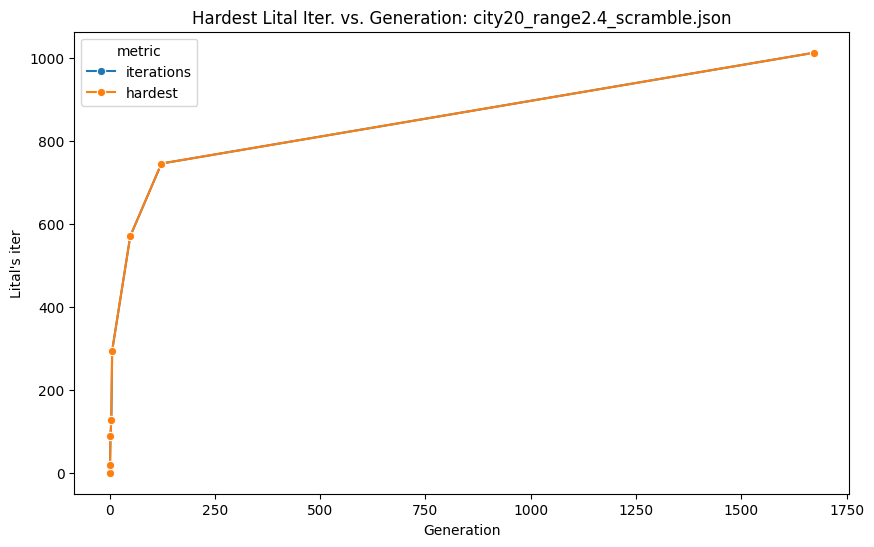 Hardest Lital Iter. vs. Generation: city20_range2.4_scramble.json
metric
iterations
hardest
1000
800
600
400
200
0
Lital's iter
0 250 500 750 1000 1250 1500 1750
Generation